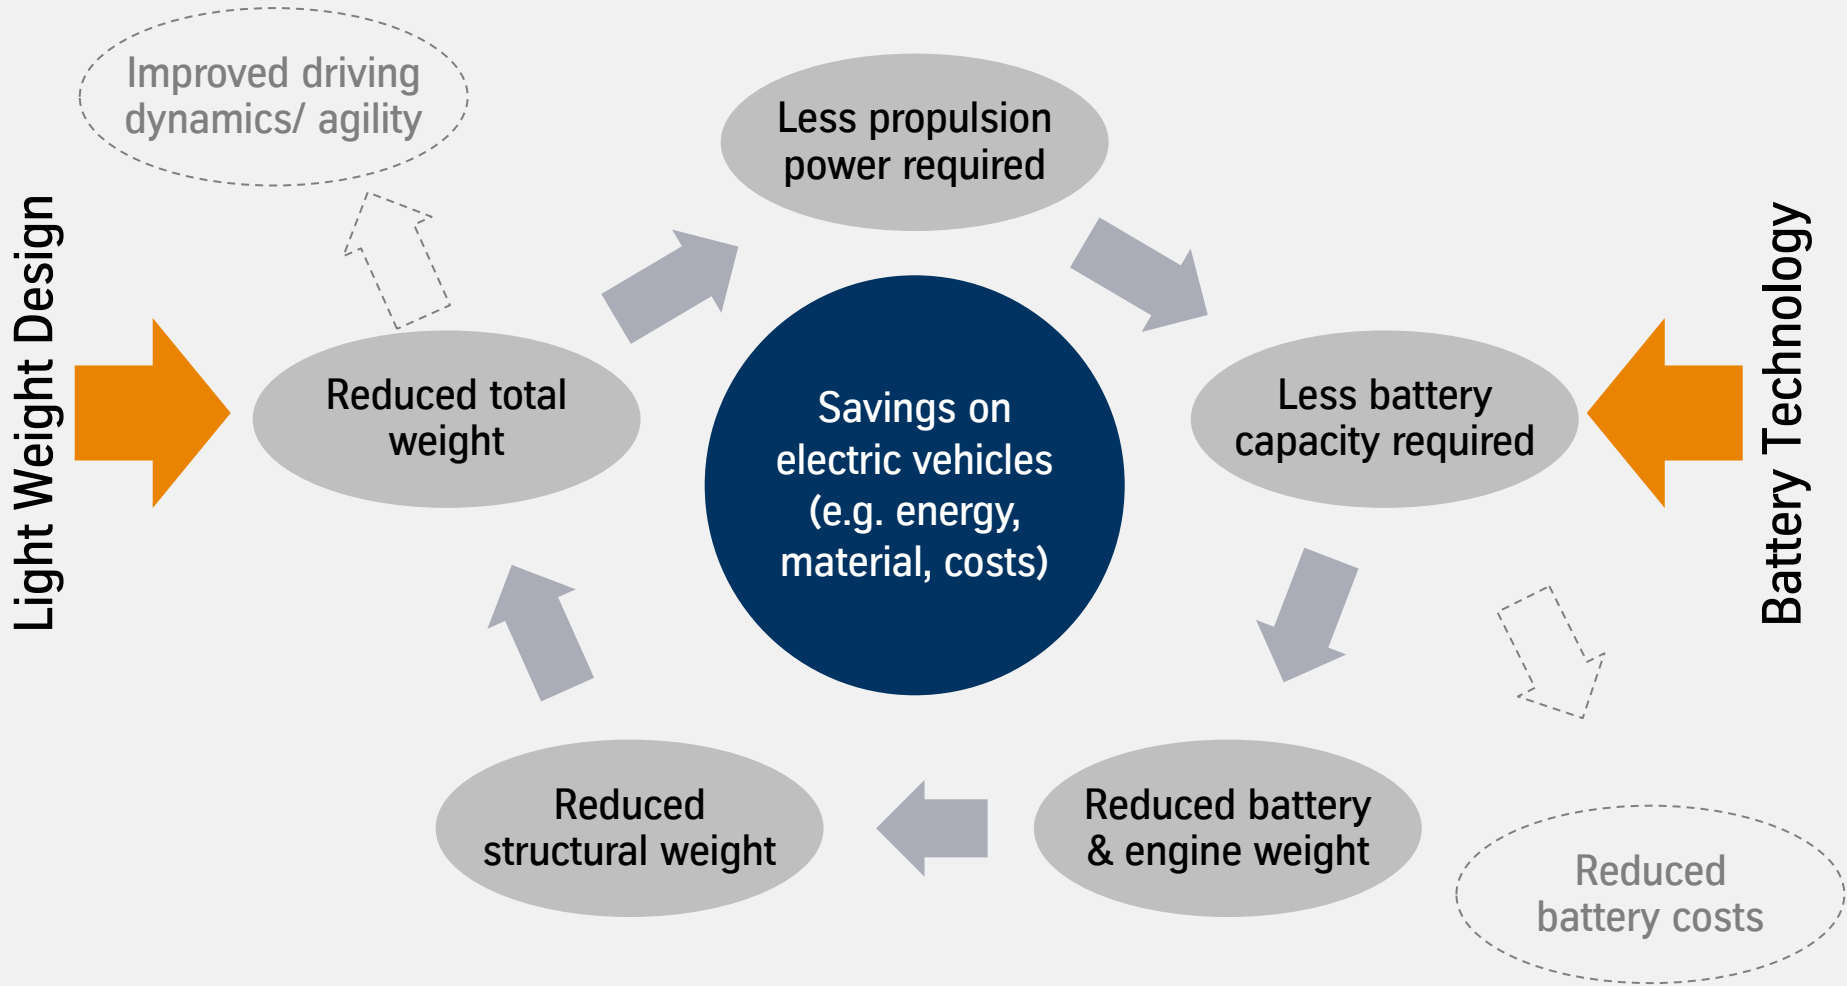 Improved driving
dynamics/ agility
Less propulsion
power required
Light Weight Design
Battery Technology
Reduced total
weight
Savings on
electric vehicles
(e.g. energy,
material, costs)
Less battery
capacity required
Reduced
structural weight
Reduced battery
& engine weight
Reduced
battery costs